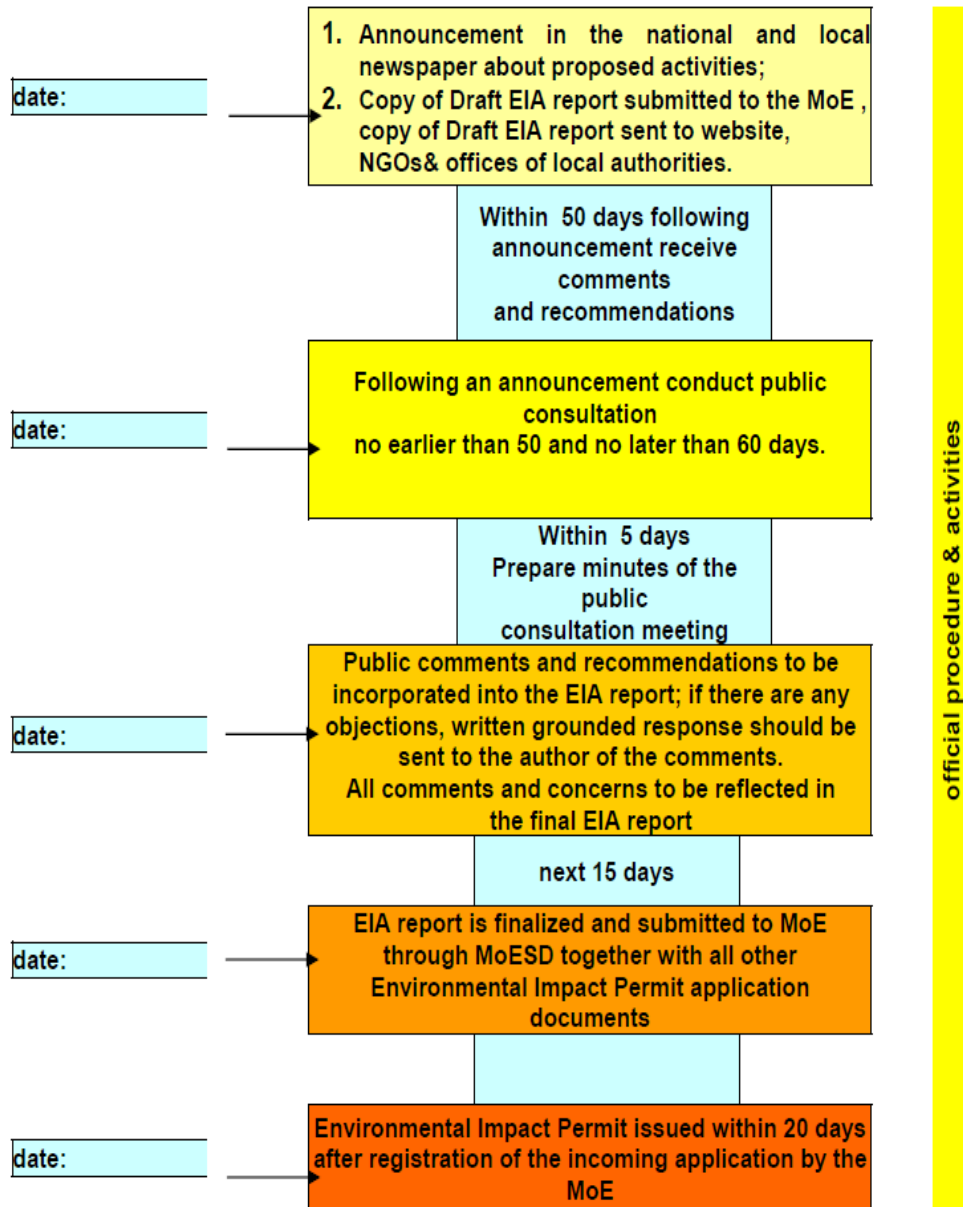 1. Announcement in the national and local
newspaper about proposed activities;
date:
2. Copy of Draft EIA report submitted to the MoE ,
copy of Draft EIA report sent to website,
NGOs& offices of local authorities.
Within 50 days following
announcement receive
comments
and recommendations
Following an announcement conduct public
consultation
date:
no earlier than 50 and no later than 60 days.
Within 5 days
Prepare minutes of the
public
consultation meeting
Public comments and recommendations to be
incorporated into the EIA report; if there are any
date:
objections, written grounded response should be
sent to the author of the comments.
All comments and concerns to be reflected in
the final EIA report
next 15 days
EIA report is finalized and submitted to MoE
date:
through MoESD together with all other
Environmental Impact Permit application
documents
Environmental Impact Permit issued within 20 days
date:
after registration of the incoming application by the
MoE
official procedure & activities